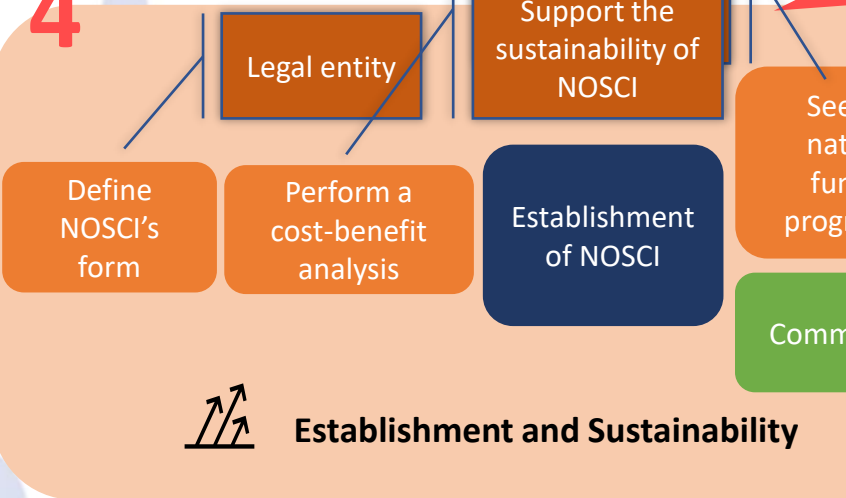 4
Legal entity
Support the
sustainability of
NOSCI
Define
NOSCI's
form
Perform a
cost-benefit
analysis
Establishment
of NOSCI
Establishment and Sustainability